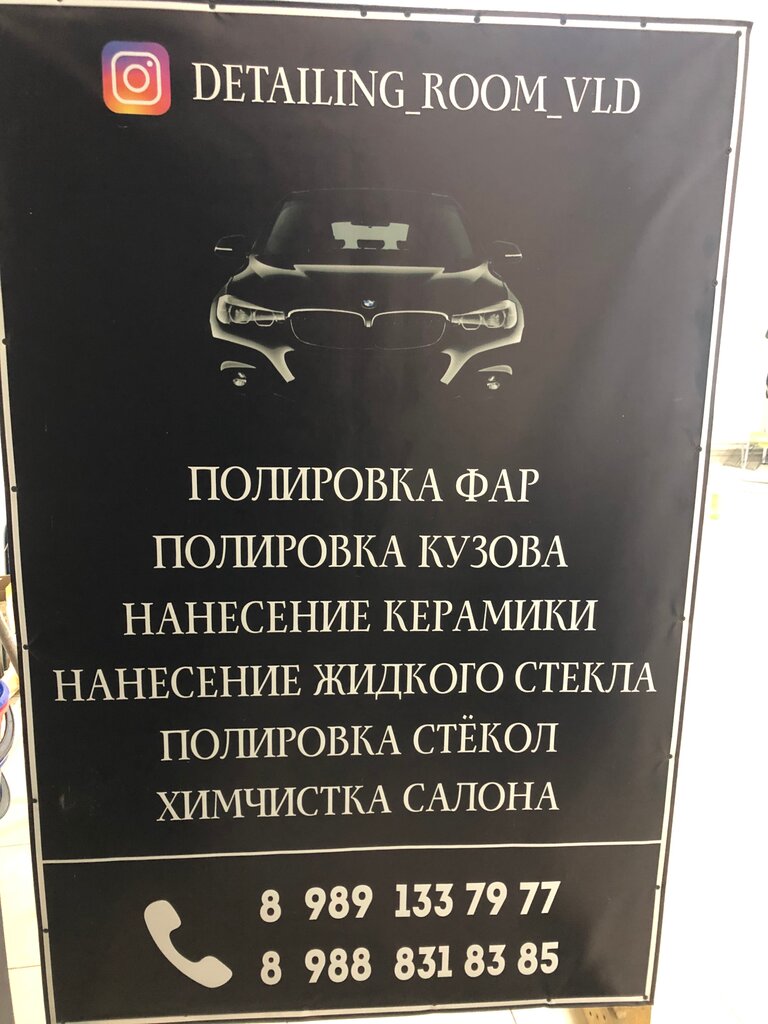 DETAILING_ROOM_VLD
ПОЛИРОВКА ФАР
ПОЛИРОВКА КУЗОВА
НАНЕСЕНИЕ КЕРАМИКИ
НАНЕСЕНИЕ ЖИДКОГО СТЕКЛА
ПОЛИРОВКА СТЁКОЛ
ХИМЧИСТКА САЛОНА
8 989 133 79 77
8 988 831 83 85